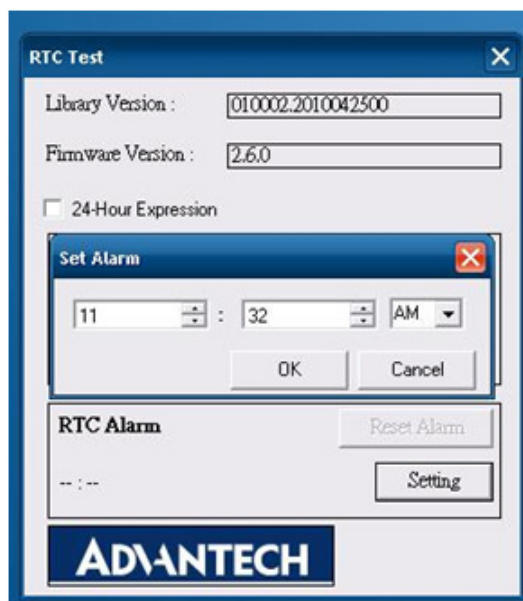 RTC Test
Library Version : 010002.2010042500
Firmware Version : 2.6.0
24-Hour Expression
Set Alarm
11 : 32 AM
OK Cancel
RTC Alarm Reset Alarm
-- : -- Setting
ADVANTECH